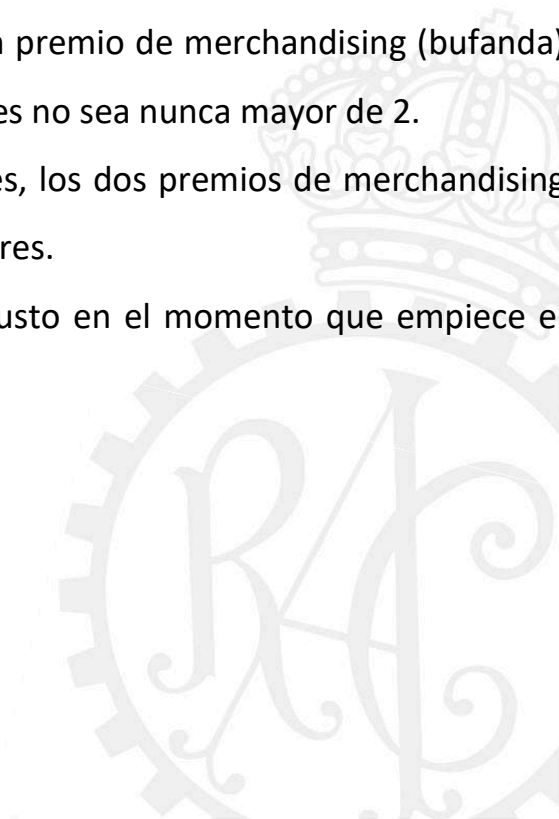 premio de merchandising (bufanda)
es no sea nunca mayor de 2.
es, los dos premios de merchandising
res.
usto en el momento que empiece e
RAC